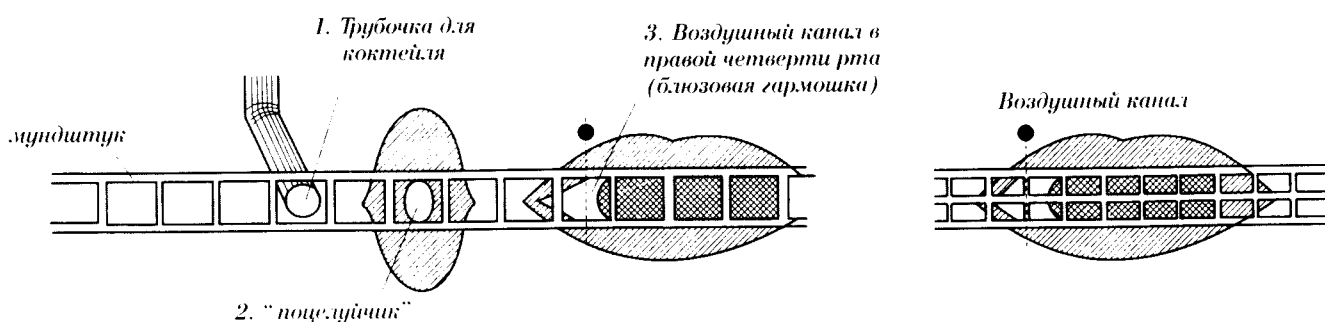 1. Трубочка для
коктейля
3. Воздушный канал в
правой четверти рта
(блюзовая гармошка)
Воздушный канал
мундштук
2. “поцелуйчик”